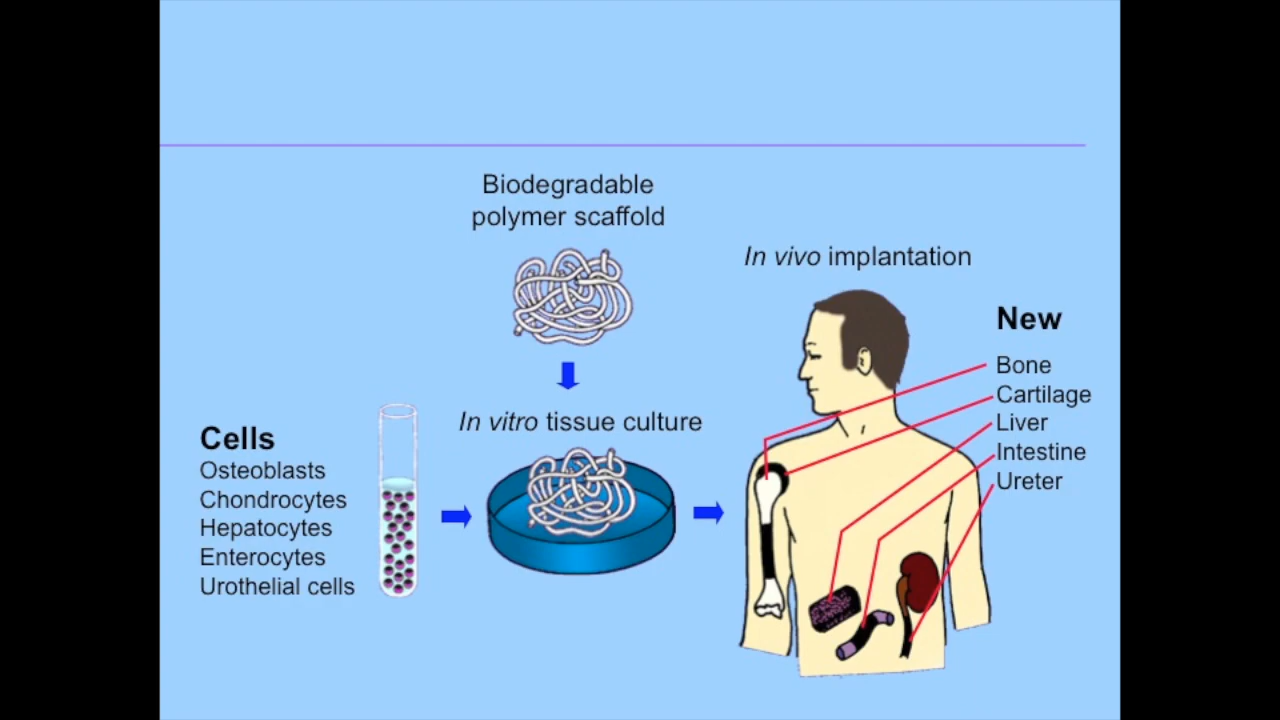 Biodegradable
polymer scaffold
In vivo implantation
New
Bone
Cartilage
Liver
Intestine
Ureter
In vitro tissue culture
Cells
Osteoblasts
Chondrocytes
Hepatocytes
Enterocytes
Urothelial cells